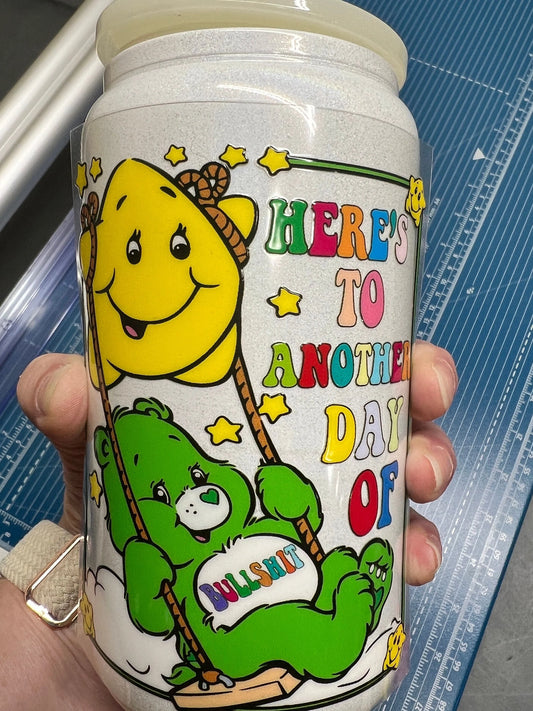 HERE'S
TO
ANOTHER
DAY
OF
BULLSHIT